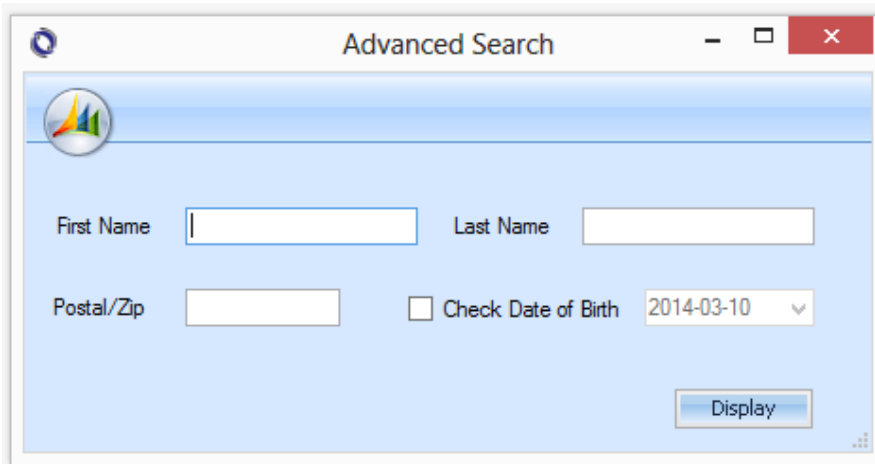 Advanced Search
First Name Last Name
Postal/Zip Check Date of Birth 2014-03-10
Display